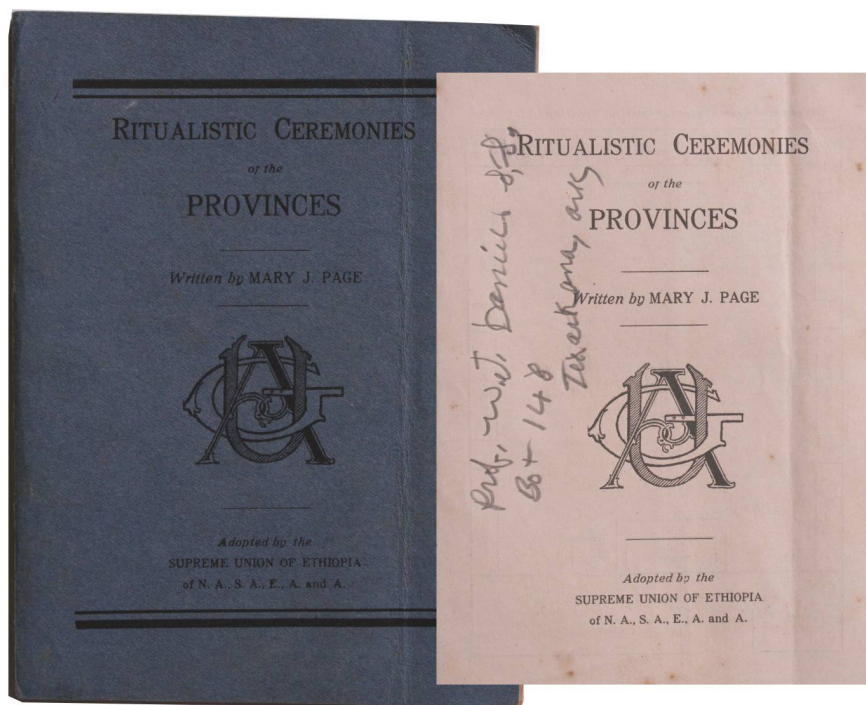 RITUALISTIC CEREMONIES
of the
PROVINCES
Written by MARY J. PAGE
Adopted by the
SUPREME UNION OF ETHIOPIA
of N. A., S. A., E., A. and A.
RITUALISTIC CEREMONIES
of the
PROVINCES
Written by MARY J. PAGE
Adopted by the
SUPREME UNION OF ETHIOPIA
of N. A., S. A., E., A. and A.
Prof. W. J. Daniels
Box 148
Texarkana, Ark